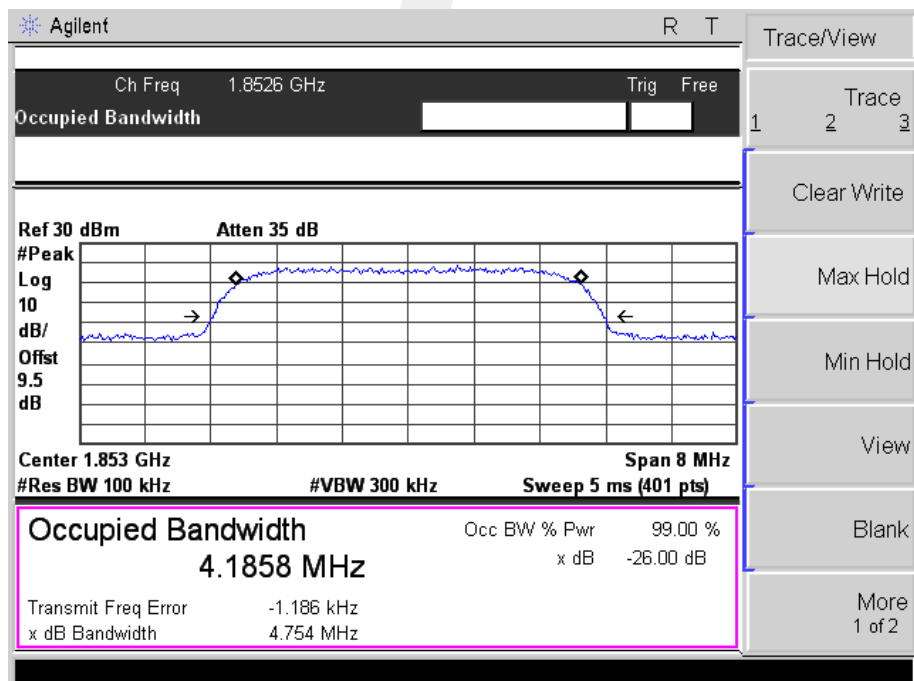 Agilent R T
Ch Freq 1.8526 GHz Trig Free
Occupied Bandwidth
Ref 30 dBm Atten 35 dB
#Peak
Log
10
dB/
Offst
9.5
dB
Center 1.853 GHz Span 8 MHz
#Res BW 100 kHz #VBW 300 kHz Sweep 5 ms (401 pts)
Occupied Bandwidth Occ BW % Pwr 99.00 %
4.1858 MHz x dB -26.00 dB
Transmit Freq Error -1.186 kHz
x dB Bandwidth 4.754 MHz
Trace/View
Trace
1 2 3
Clear Write
Max Hold
Min Hold
View
Blank
More
1 of 2